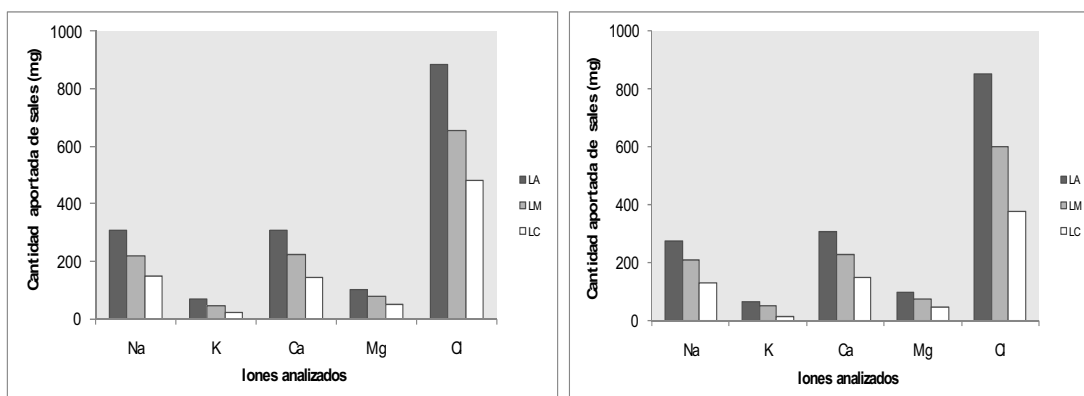 Cantidad aportada de sales (mg)
1000
800
600
400
200
0
Na K Ca Mg Cl
Iones analizados
LA
LM
LC
Cantidad aportada de sales (mg)
1000
800
600
400
200
0
Na K Ca Mg Cl
Iones analizados
LA
LM
LC